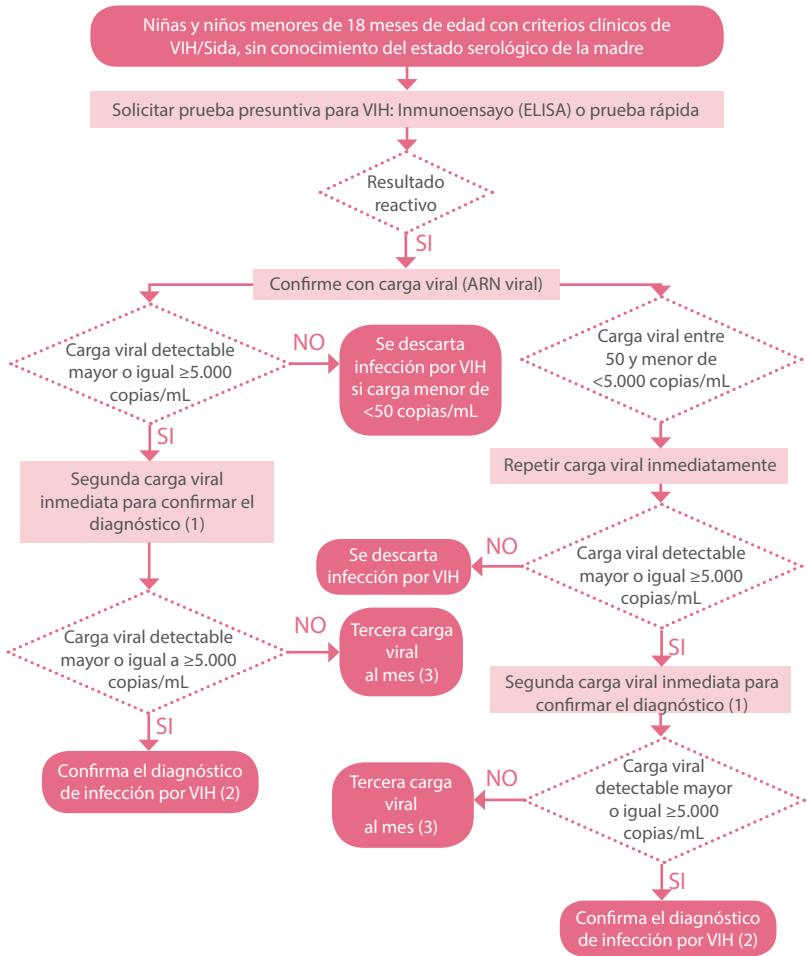 Niñas y niños menores de 18 meses de edad con criterios clínicos de
VIH/Sida, sin conocimiento del estado serológico de la madre
Solicitar prueba presuntiva para VIH: Inmunoensayo (ELISA) o prueba rápida
Resultado
reactivo
SI
Confirme con carga viral (ARN viral)
Carga viral detectable
mayor o igual ≥5.000
copias/mL
NO
Se descarta
infección por VIH
si carga menor de
<50 copias/mL
Carga viral entre
50 y menor de
<5.000 copias/mL
SI
Segunda carga viral
inmediata para confirmar el
diagnóstico (1)
Repetir carga viral inmediatamente
Carga viral detectable
mayor o igual ≥5.000
copias/mL
NO
Se descarta
infección por VIH
Carga viral detectable
mayor o igual a ≥5.000
copias/mL
NO
Tercera carga
viral
al mes (3)
SI
Segunda carga viral inmediata para
confirmar el diagnóstico (1)
SI
Confirma el diagnóstico
de infección por VIH (2)
Carga viral
detectable mayor
o igual ≥5.000
copias/mL
NO
Tercera carga
viral
al mes (3)
SI
Confirma el diagnóstico
de infección por VIH (2)